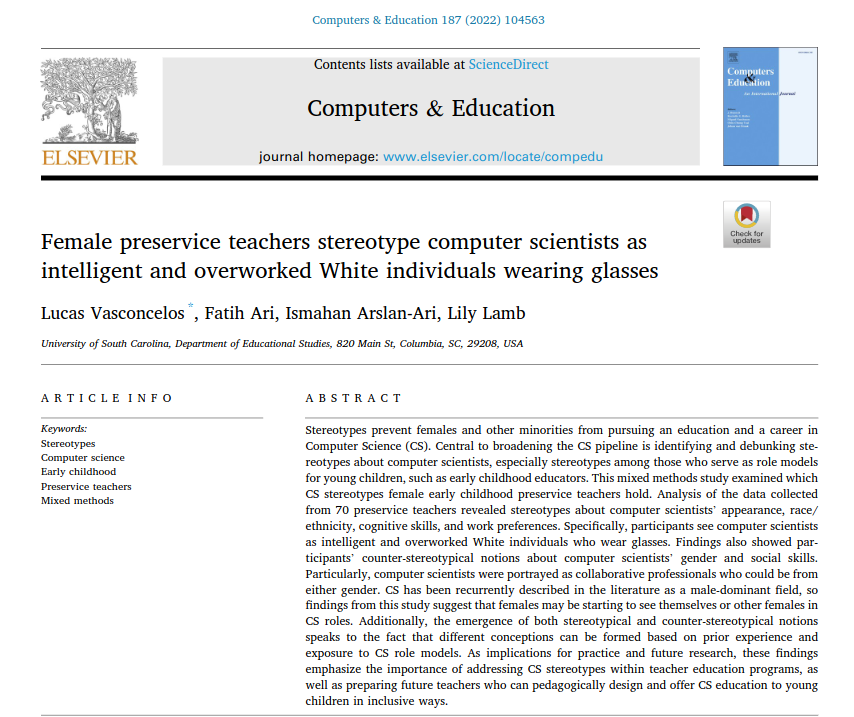 Computers & Education 187 (2022) 104563
Contents lists available at ScienceDirect
Computers & Education
journal homepage: www.elsevier.com/locate/compedu
ELSEVIER
Computers
&
Education
An International Journal
Check for
updates
Female preservice teachers stereotype computer scientists as
intelligent and overworked White individuals wearing glasses
Lucas Vasconcelos *, Fatih Ari, Ismahan Arslan-Ari, Lily Lamb
University of South Carolina, Department of Educational Studies, 820 Main St, Columbia, SC, 29208, USA
ARTICLE INFO
Keywords:
Stereotypes
Computer science
Early childhood
Preservice teachers
Mixed methods
ABSTRACT
Stereotypes prevent females and other minorities from pursuing an education and a career in
Computer Science (CS). Central to broadening the CS pipeline is identifying and debunking ste-
reotypes about computer scientists, especially stereotypes among those who serve as role models
for young children, such as early childhood educators. This mixed methods study examined which
CS stereotypes female early childhood preservice teachers hold. Analysis of the data collected
from 70 preservice teachers revealed stereotypes about computer scientists' appearance, race/
ethnicity, cognitive skills, and work preferences. Specifically, participants see computer scientists
as intelligent and overworked White individuals who wear glasses. Findings also showed par-
ticipants' counter-stereotypical notions about computer scientists' gender and social skills.
Particularly, computer scientists were portrayed as collaborative professionals who could be from
either gender. CS has been recurrently described in the literature as a male-dominant field, so
findings from this study suggest that females may be starting to see themselves or other females in
CS roles. Additionally, the emergence of both stereotypical and counter-stereotypical notions
speaks to the fact that different conceptions can be formed based on prior experience and
exposure to CS role models. As implications for practice and future research, these findings
emphasize the importance of addressing CS stereotypes within teacher education programs, as
well as preparing future teachers who can pedagogically design and offer CS education to young
children in inclusive ways.